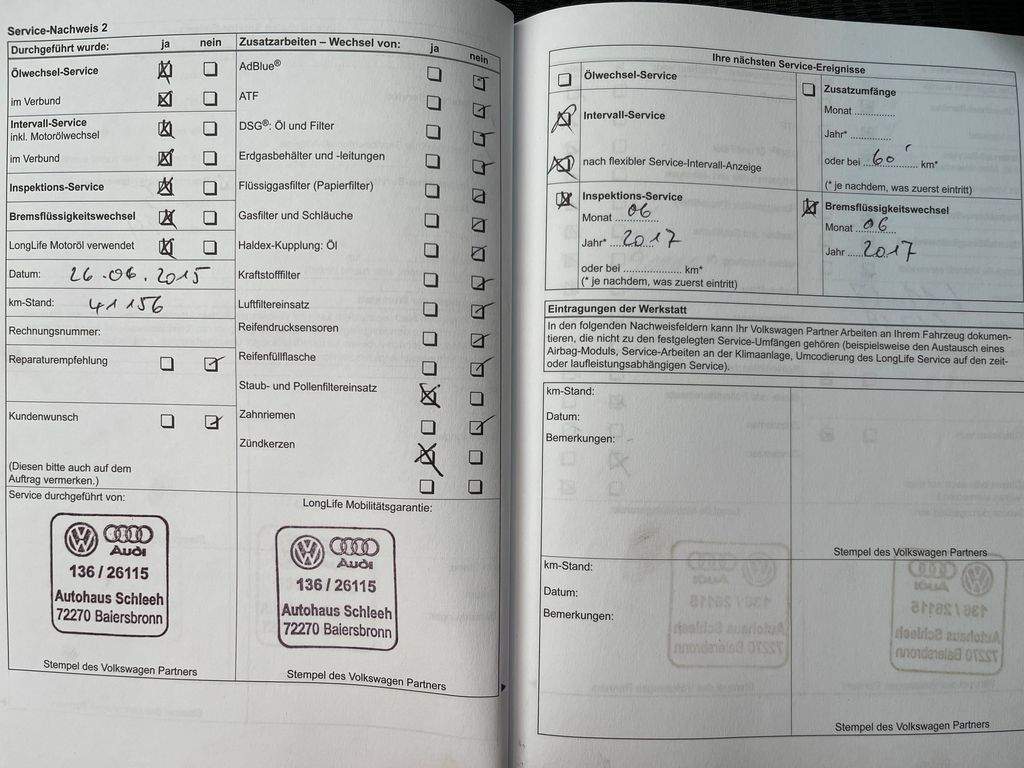 Service-Nachweis 2
Durchgeführt wurde: ja nein
Ölwechsel-Service
im Verbund
Intervall-Service
inkl. Motorölwechsel
im Verbund
Inspektions-Service
Bremsflüssigkeitswechsel
LongLife Motoröl verwendet
Datum: 26.06.2015
km-Stand: 41156
Rechnungsnummer:
Reparaturempfehlung
Kundenwunsch
(Diesen bitte auch auf dem
Auftrag vermerken.)
Service durchgeführt von:
Audi
136 / 26115
Autohaus Schleeh
72270 Baiersbronn
Stempel des Volkswagen Partners
Zusatzarbeiten – Wechsel von: ja nein
AdBlue®
ATF
DSG®: Öl und Filter
Erdgasbehälter und -leitungen
Flüssiggasfilter (Papierfilter)
Gasfilter und Schläuche
Haldex-Kupplung: Öl
Kraftstofffilter
Luftfiltereinsatz
Reifendrucksensoren
Reifenfüllflasche
Staub- und Pollenfiltereinsatz
Zahnriemen
Zündkerzen
LongLife Mobilitätsgarantie:
Audi
136 / 26115
Autohaus Schleeh
72270 Baiersbronn
Stempel des Volkswagen Partners
Ihre nächsten Service-Ereignisse
Ölwechsel-Service
Intervall-Service
nach flexibler Service-Intervall-Anzeige
Inspektions-Service
Monat 06
Jahr* 2017
oder bei .................... km*
(* je nachdem, was zuerst eintritt)
Zusatzumfänge
Monat ..............
Jahr* ..............
oder bei 60 km*
(* je nachdem, was zuerst eintritt)
Bremsflüssigkeitswechsel
Monat 06
Jahr 2017
Eintragungen der Werkstatt
In den folgenden Nachweisfeldern kann Ihr Volkswagen Partner Arbeiten an Ihrem Fahrzeug dokumen-
tieren, die nicht zu den festgelegten Service-Umfängen gehören (beispielsweise den Austausch eines
Airbag-Moduls, Service-Arbeiten an der Klimaanlage, Umcodierung des LongLife Service auf den zeit-
oder laufleistungsabhängigen Service).
km-Stand:
Datum:
Bemerkungen:
Stempel des Volkswagen Partners
km-Stand:
Datum:
Bemerkungen:
Stempel des Volkswagen Partners